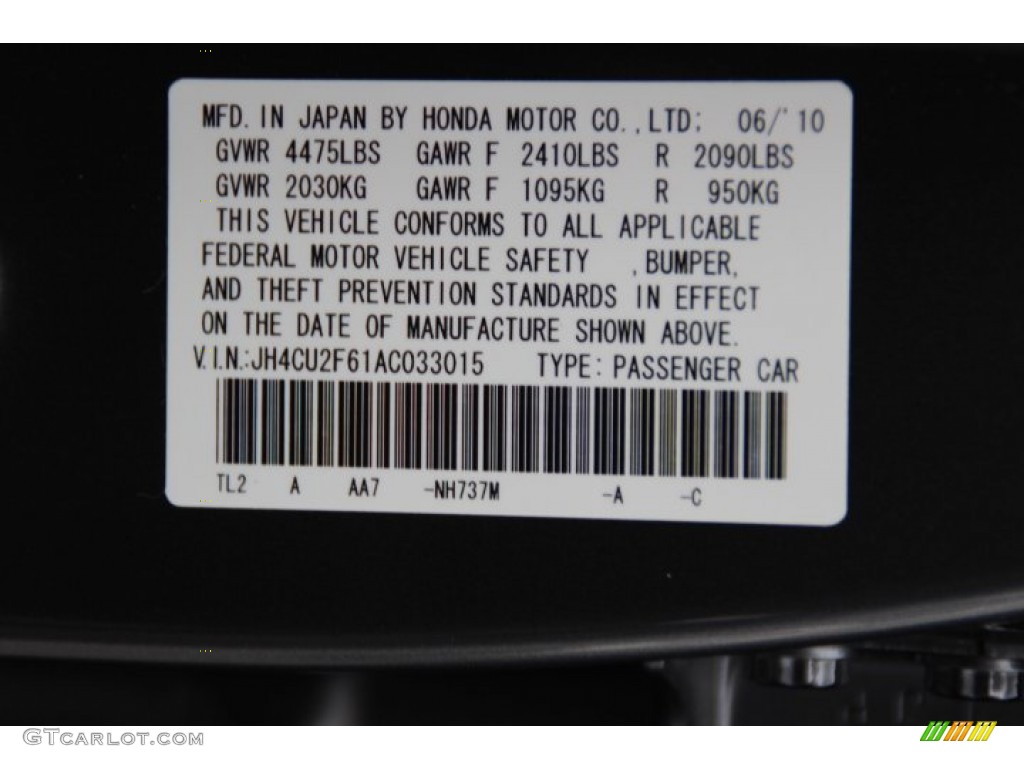 MFD. IN JAPAN BY HONDA MOTOR CO.,LTD: 06/'10
GVWR 4475LBS GAWR F 2410LBS R 2090LBS
GVWR 2030KG GAWR F 1095KG R 950KG
THIS VEHICLE CONFORMS TO ALL APPLICABLE
FEDERAL MOTOR VEHICLE SAFETY ,BUMPER,
AND THEFT PREVENTION STANDARDS IN EFFECT
ON THE DATE OF MANUFACTURE SHOWN ABOVE.
V.I.N.:JH4CU2F61AC033015 TYPE: PASSENGER CAR
TL2 A AA7 -NH737M -A -C
GTCARLOT.COM